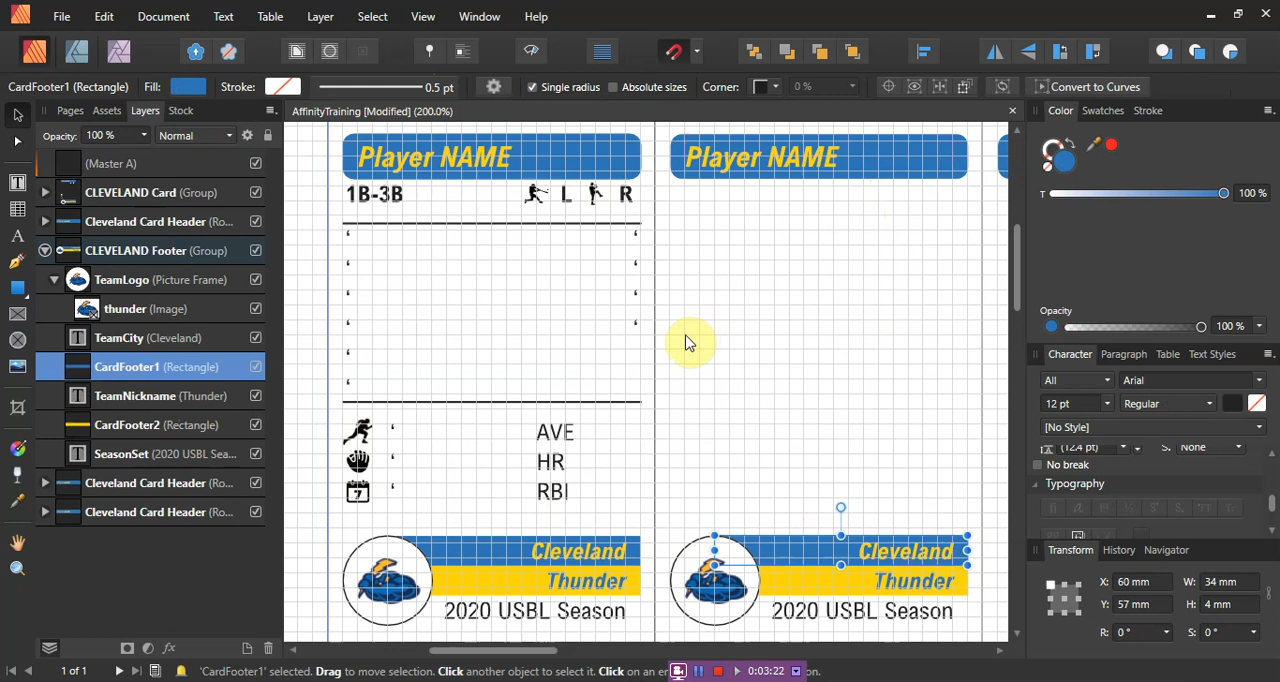 File Edit Document Text Table Layer Select View Window Help
CardFooter1 (Rectangle) Fill: Stroke: 0.5 pt Single radius Absolute sizes Corner: 0 % Convert to Curves
Pages Assets Layers Stock
AffinityTraining [Modified] (200.0%)
Color Swatches Stroke
Opacity: 100 % Normal
(Master A)
CLEVELAND Card (Group)
Cleveland Card Header (Ro...
CLEVELAND Footer (Group)
TeamLogo (Picture Frame)
thunder (Image)
TeamCity (Cleveland)
CardFooter1 (Rectangle)
TeamNickname (Thunder)
CardFooter2 (Rectangle)
SeasonSet (2020 USBL Sea...
Cleveland Card Header (Ro...
Cleveland Card Header (Ro...
Player NAME
1B-3B L R
AVE
HR
7 RBI
Cleveland
Thunder
2020 USBL Season
Player NAME
Cleveland
Thunder
2020 USBL Season
T 100 %
Opacity
100 %
Character Paragraph Table Text Styles
All Arial
12 pt Regular
[No Style]
(12.4 pt) S. None
No break
Typography
Transform History Navigator
X: 60 mm W: 34 mm
Y: 57 mm H: 4 mm
R: 0 ° S: 0 °
1 of 1 'CardFooter1' selected. Drag to move selection. Click another object to select it. Click on an e 0:03:22 on.